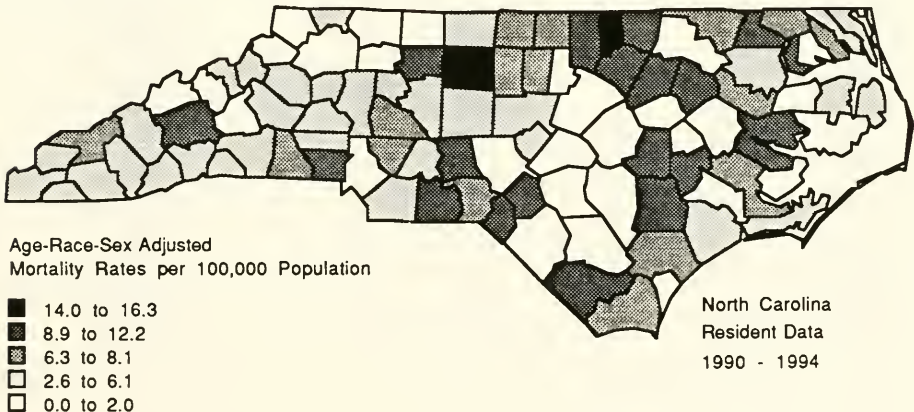 Age-Race-Sex Adjusted
Mortality Rates per 100,000 Population
14.0 to 16.3
8.9 to 12.2
6.3 to 8.1
2.6 to 6.1
0.0 to 2.0
North Carolina
Resident Data
1990 - 1994